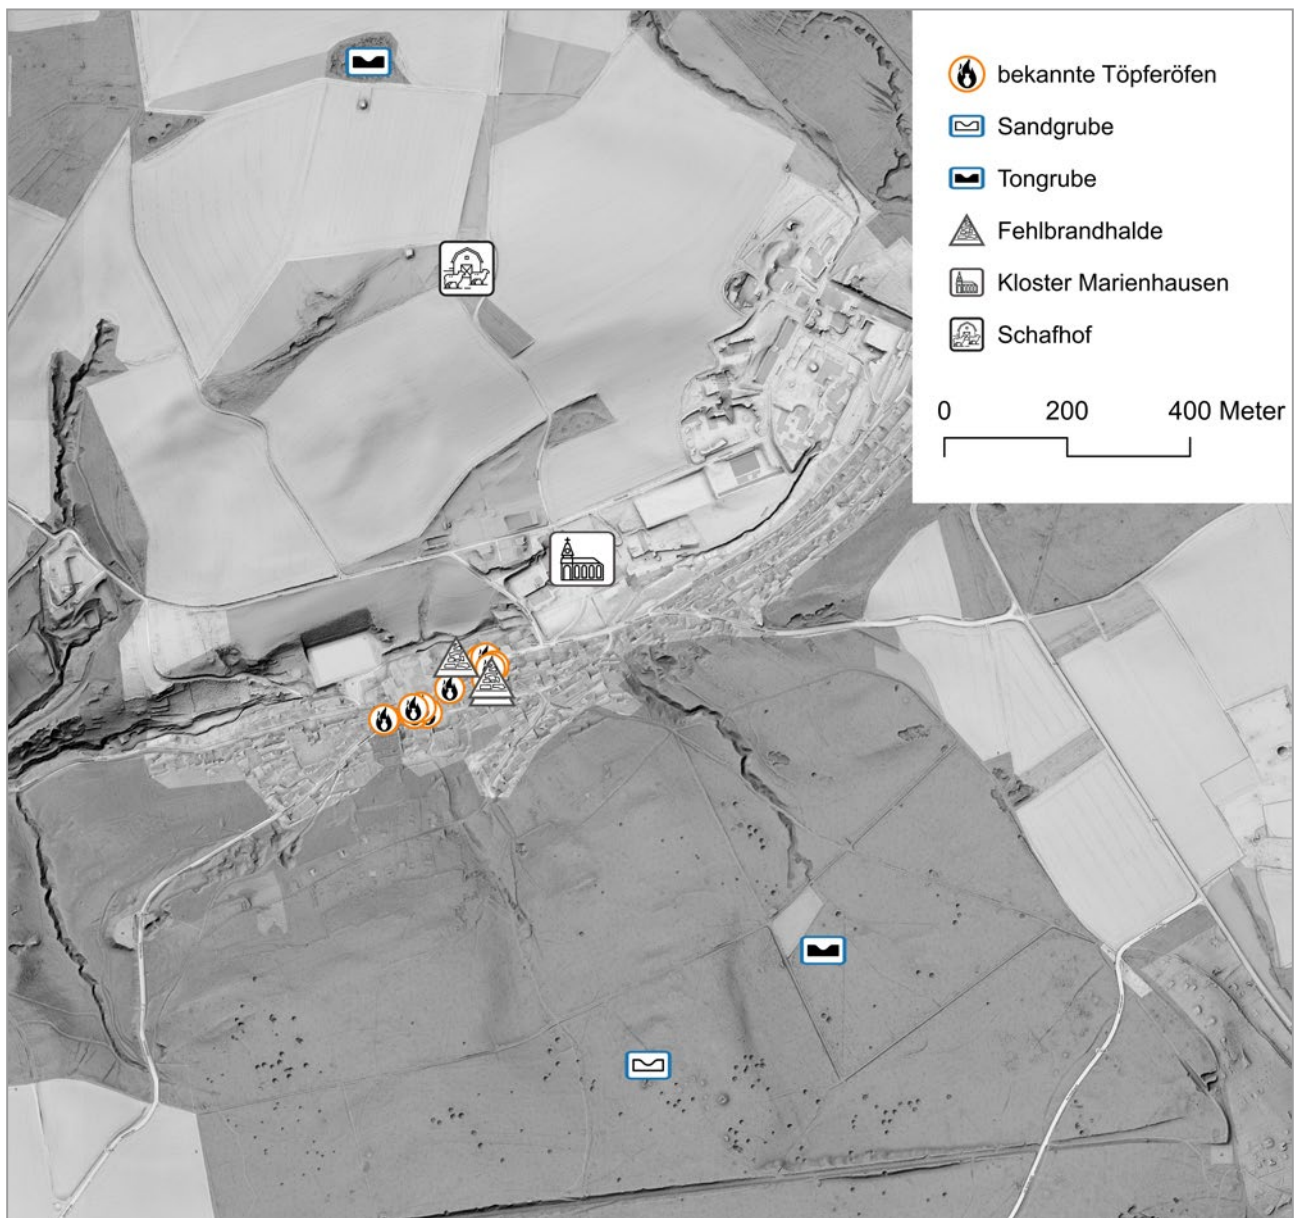 bekannte Töpferöfen
Sandgrube
Tongrube
Fehlbrandhalde
Kloster Marienhausen
Schafhof
0 200 400 Meter